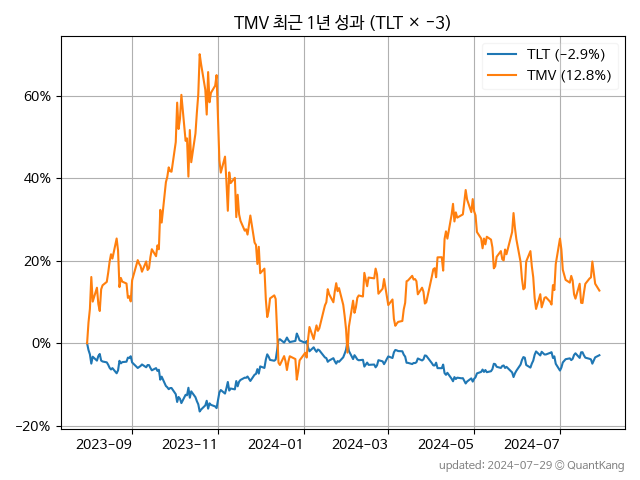 TMV 최근 1년 성과 (TLT × −3)
TLT (−2.9%)
TMV (12.8%)
60%
40%
20%
0%
−20%
2023-09
2023-11
2024-01
2024-03
2024-05
2024-07
updated: 2024-07-29 © QuantKang